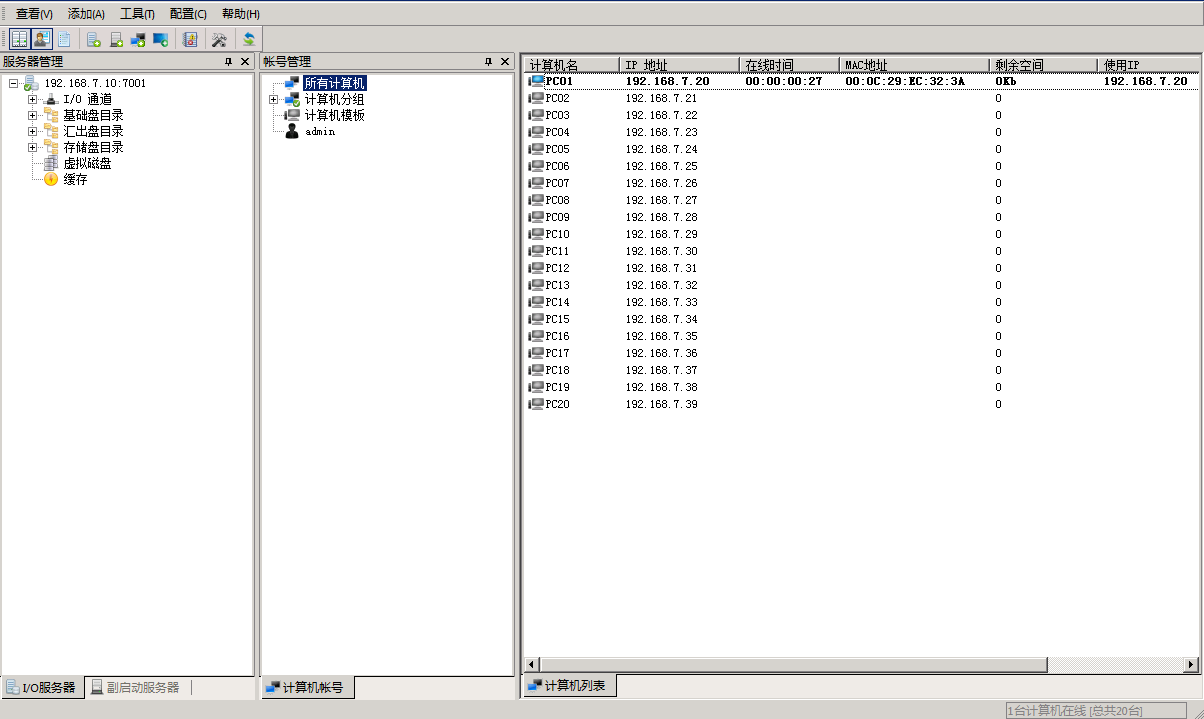 查看(V) 添加(A) 工具(T) 配置(C) 帮助(H)
服务器管理
192.168.7.10:7001
I/O 通道
基础盘目录
汇出盘目录
存储盘目录
虚拟磁盘
缓存
I/O服务器 副启动服务器
帐号管理
所有计算机
计算机分组
计算机模板
admin
计算机帐号
计算机名 IP 地址 在线时间 MAC地址 剩余空间 使用IP
PC01 192.168.7.20 00:00:00:27 00:0C:29:EC:32:3A 0Kb 192.168.7.20
PC02 192.168.7.21 0
PC03 192.168.7.22 0
PC04 192.168.7.23 0
PC05 192.168.7.24 0
PC06 192.168.7.25 0
PC07 192.168.7.26 0
PC08 192.168.7.27 0
PC09 192.168.7.28 0
PC10 192.168.7.29 0
PC11 192.168.7.30 0
PC12 192.168.7.31 0
PC13 192.168.7.32 0
PC14 192.168.7.33 0
PC15 192.168.7.34 0
PC16 192.168.7.35 0
PC17 192.168.7.36 0
PC18 192.168.7.37 0
PC19 192.168.7.38 0
PC20 192.168.7.39 0
计算机列表
1台计算机在线 [总共20台]